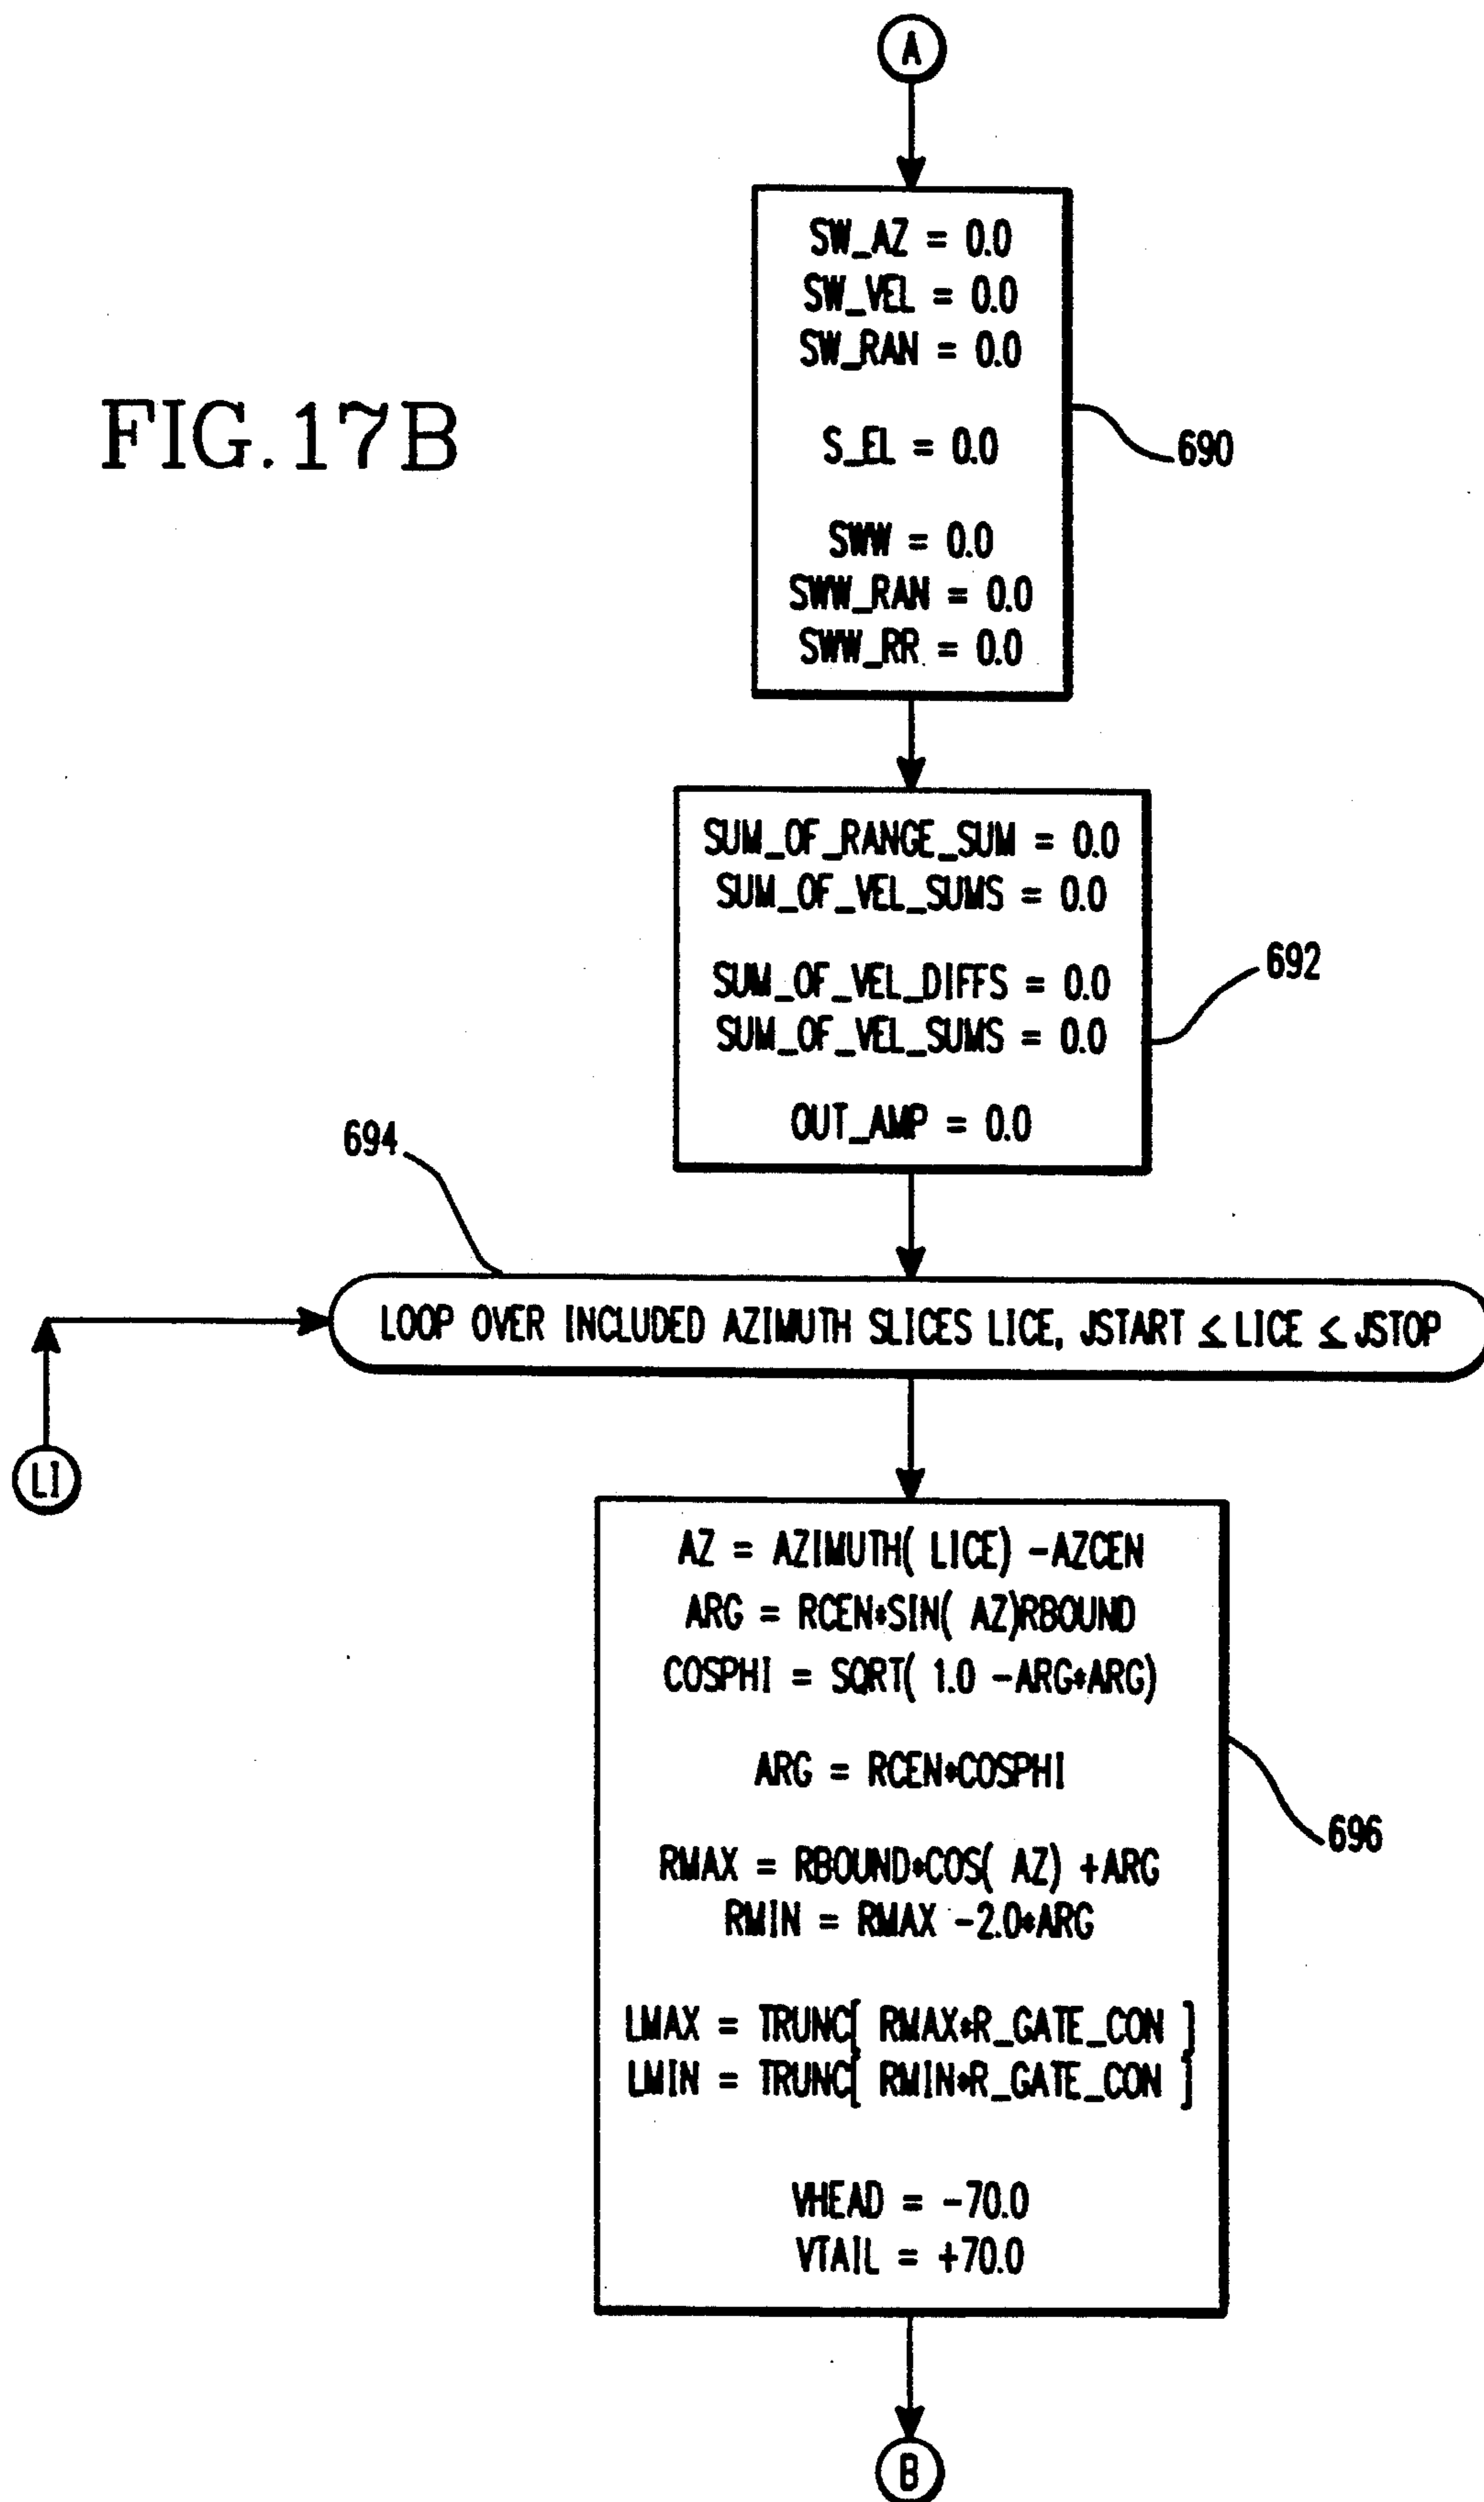 A
SW_AZ = 0.0
SW_VEL = 0.0
SW_RAN = 0.0
S_EL = 0.0
SWW = 0.0
SWW_RAN = 0.0
SWW_RR = 0.0
690
FIG.17B
SUM_OF_RANGE_SUM = 0.0
SUM_OF_VEL_SUMS = 0.0
SUM_OF_VEL_DIFFS = 0.0
SUM_OF_VEL_SUMS = 0.0
OUT_AMP = 0.0
692
694
LOOP OVER INCLUDED AZIMUTH SLICES LICE, JSTART ≤ LICE ≤ JSTOP
LI
AZ = AZIMUTH( LICE) -AZCEN
ARG = RCEN*SIN( AZ)RBOUND
COSPHI = SQRT( 1.0 -ARG*ARG)
ARG = RCEN*COSPHI
RMAX = RBOUND*COS( AZ) +ARG
RMIN = RMAX -2.0*ARG
LMAX = TRUNC[ RMAX*R_GATE_CON ]
LMIN = TRUNC[ RMIN*R_GATE_CON ]
VHEAD = -70.0
VTAIL = +70.0
696
B